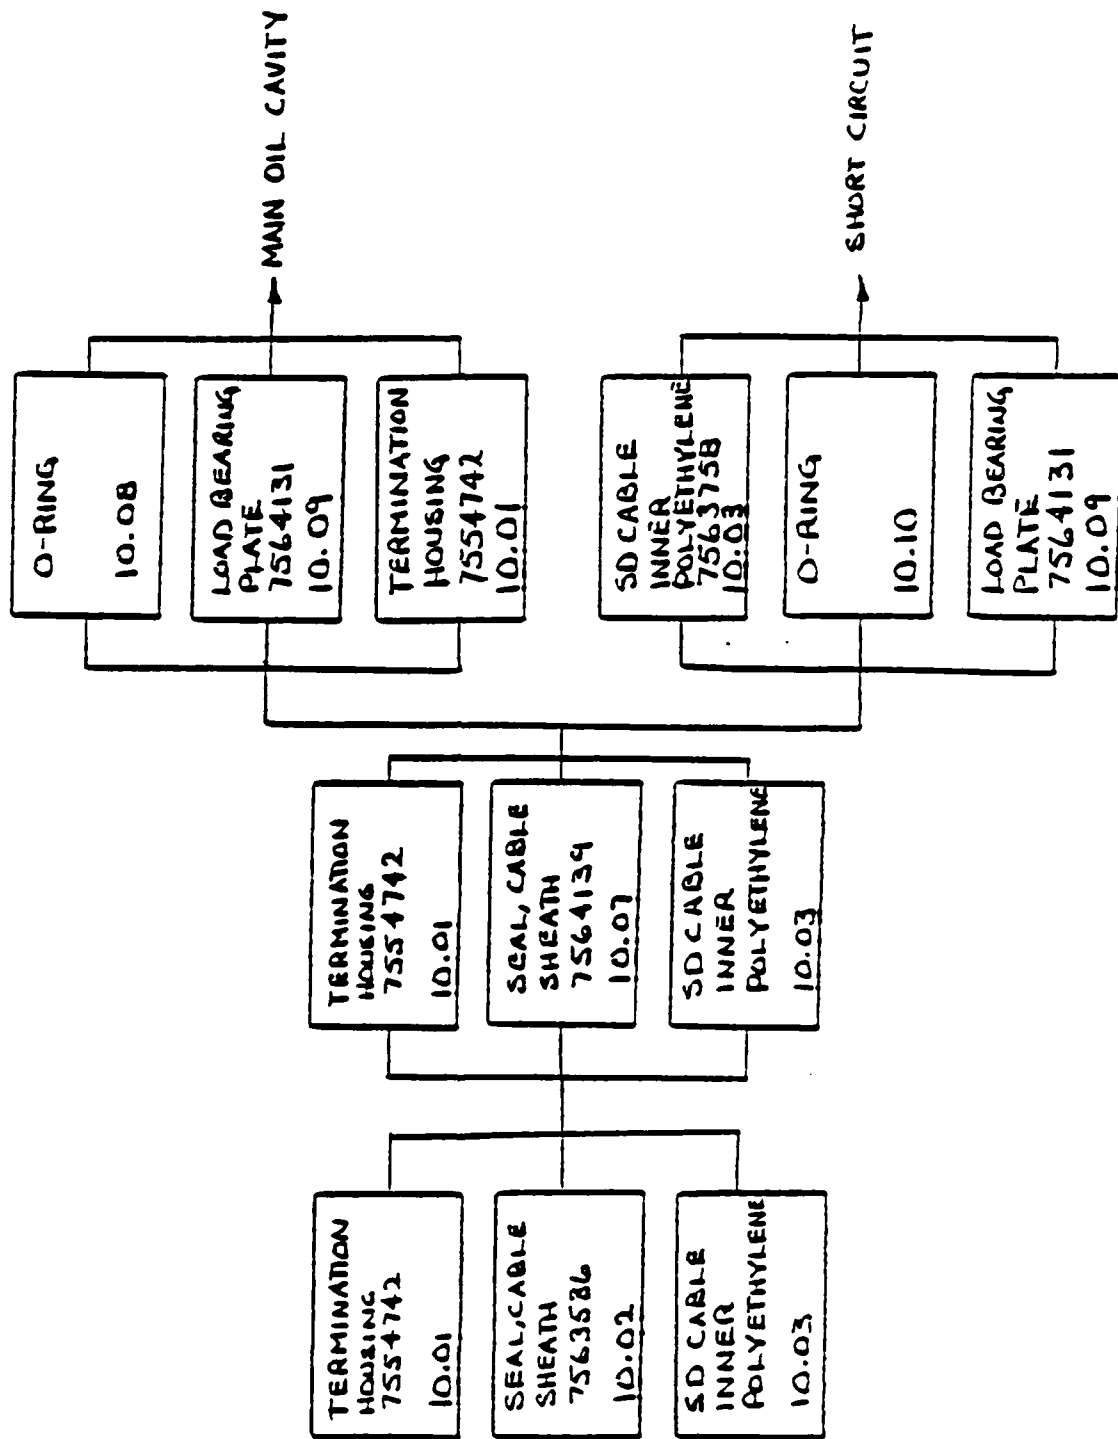 TERMINATION
HOUSING
7554742
10.01
SEAL, CABLE
SHEATH
7563536
10.02
SD CABLE
INNER
POLYETHYLENE
10.03
TERMINATION
HOUSING
7554742
10.01
SEAL, CABLE
SHEATH
7564139
10.07
SD CABLE
INNER
POLYETHYLENE
10.03
O-RING
10.08
LOAD BEARING
PLATE
7564131
10.09
TERMINATION
HOUSING
7554742
10.01
MAIN OIL CAVITY
SD CABLE
INNER
POLYETHYLENE
7563758
10.03
O-RING
10.10
LOAD BEARING
PLATE
7564131
10.09
SHORT CIRCUIT